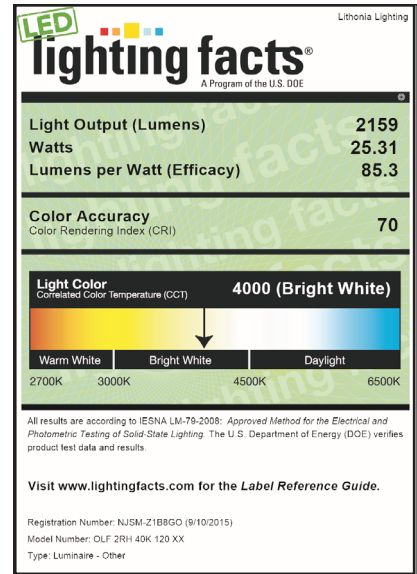 Lithonia Lighting
LED
lighting facts®
A Program of the U.S. DOE
Light Output (Lumens) 2159
Watts 25.31
Lumens per Watt (Efficacy) 85.3
Color Accuracy
Color Rendering Index (CRI) 70
Light Color
Correlated Color Temperature (CCT) 4000 (Bright White)
Warm White Bright White Daylight
2700K 3000K 4500K 6500K
All results are according to IESNA LM-79-2008: Approved Method for the Electrical and
Photometric Testing of Solid-State Lighting. The U.S. Department of Energy (DOE) verifies
product test data and results.
Visit www.lightingfacts.com for the Label Reference Guide.
Registration Number: NJSM-Z1B8GO (9/10/2015)
Model Number: OLF 2RH 40K 120 XX
Type: Luminaire - Other